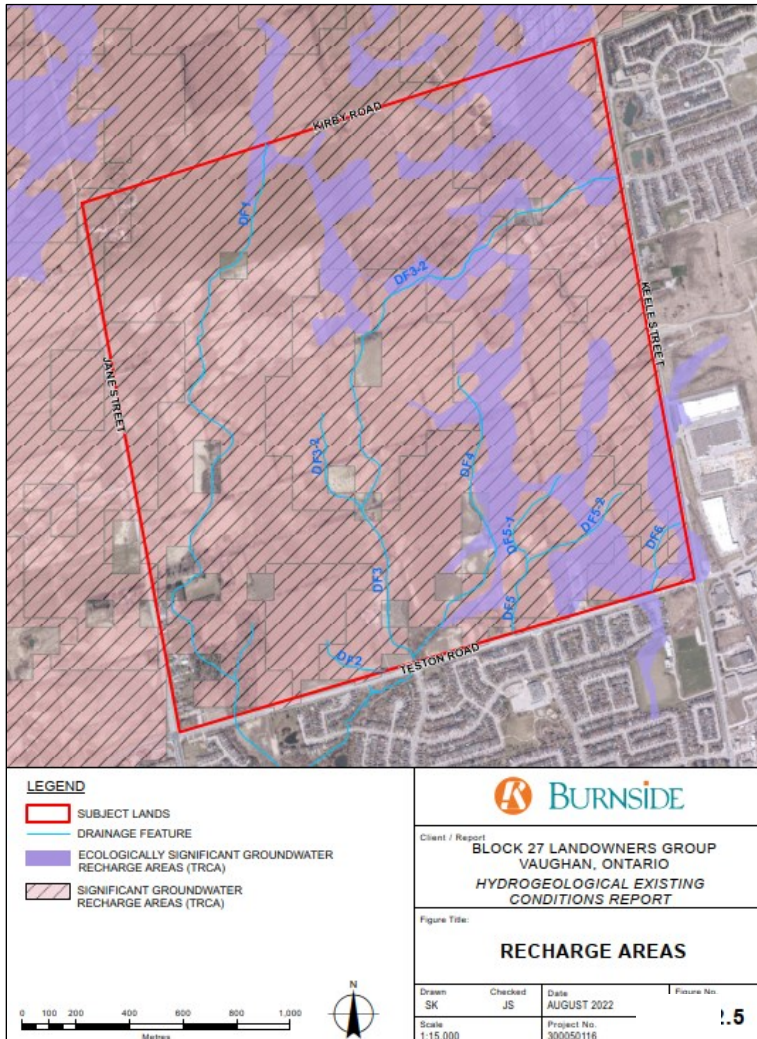 KIRBY ROAD
DF1
DF3-2
KEELE STREET
JANE STREET
DF3-2
DF4
DF5-1
DF5-2
DF6
DF3
DF5
DF2
TESTON ROAD
LEGEND
SUBJECT LANDS
DRAINAGE FEATURE
ECOLOGICALLY SIGNIFICANT GROUNDWATER
RECHARGE AREAS (TRCA)
SIGNIFICANT GROUNDWATER
RECHARGE AREAS (TRCA)
N
0 200 400 600 800 1,000
Metres
BURNSIDE
Client / Report
BLOCK 27 LANDOWNERS GROUP
VAUGHAN, ONTARIO
HYDROGEOLOGICAL EXISTING
CONDITIONS REPORT
Figure Title:
RECHARGE AREAS
Drawn Checked Date Figure No.
SK JS AUGUST 2022
.5
Scale Project No.
1:15,000 300050116